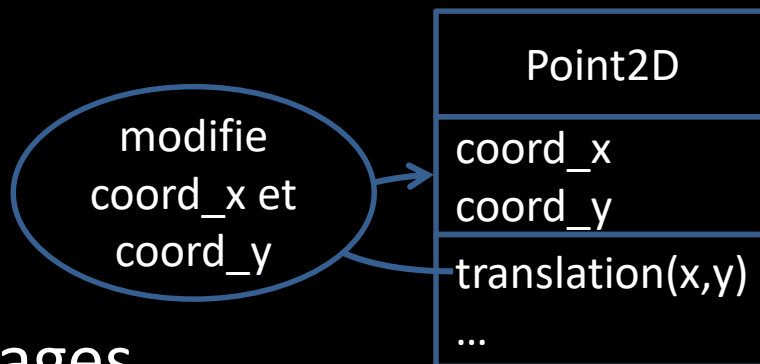 Point2D
modifie
coord_x et
coord_y
coord_x
coord_y
translation(x,y)
...